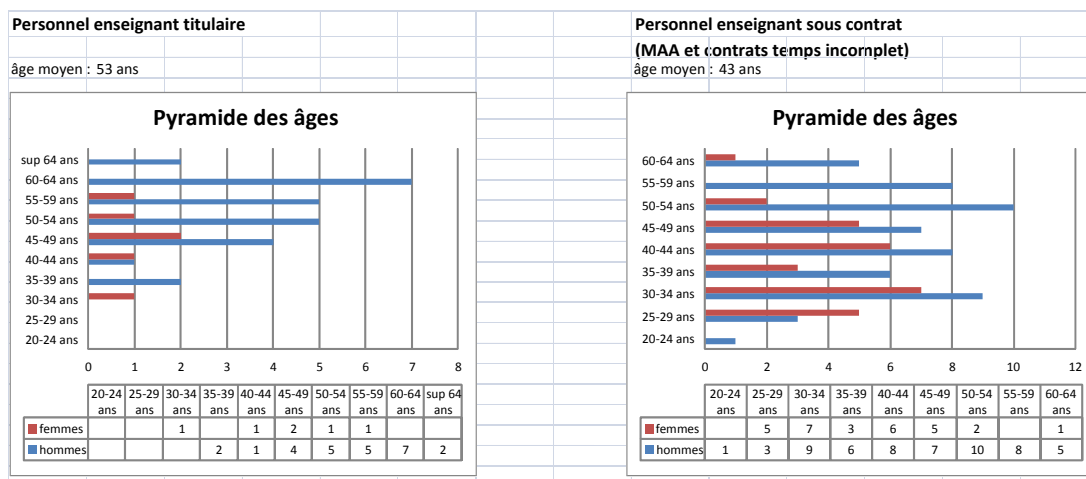 Personnel enseignant titulaire
âge moyen : 53 ans
Pyramide des âges
sup 64 ans
60-64 ans
55-59 ans
50-54 ans
45-49 ans
40-44 ans
35-39 ans
30-34 ans
25-29 ans
20-24 ans
0 1 2 3 4 5 6 7 8
20-24 25-29 30-34 35-39 40-44 45-49 50-54 55-59 60-64 sup 64
ans ans ans ans ans ans ans ans ans ans
femmes 1 1 2 1 1
hommes 2 1 4 5 5 7 2
Personnel enseignant sous contrat
(MAA et contrats temps incomplet)
âge moyen : 43 ans
Pyramide des âges
60-64 ans
55-59 ans
50-54 ans
45-49 ans
40-44 ans
35-39 ans
30-34 ans
25-29 ans
20-24 ans
0 2 4 6 8 10 12
20-24 25-29 30-34 35-39 40-44 45-49 50-54 55-59 60-64
ans ans ans ans ans ans ans ans ans
femmes 5 7 3 6 5 2 1
hommes 1 3 9 6 8 7 10 8 5